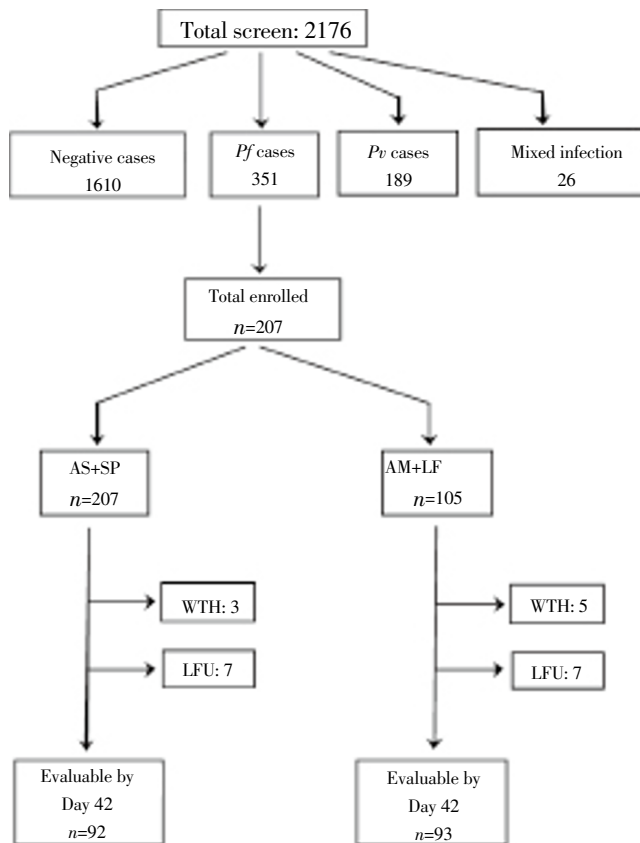 Total screen: 2176
Negative cases
1610
Pf cases
351
Pv cases
189
Mixed infection
26
Total enrolled
n=207
AS+SP
n=207
AM+LF
n=105
WTH: 3
WTH: 5
LFU: 7
LFU: 7
Evaluable by
Day 42
n=92
Evaluable by
Day 42
n=93